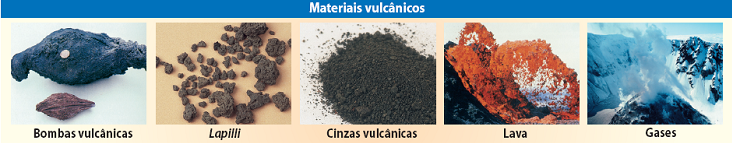 Materiais vulcânicos
Bombas vulcânicas
Lapilli
Cinzas vulcânicas
Lava
Gases